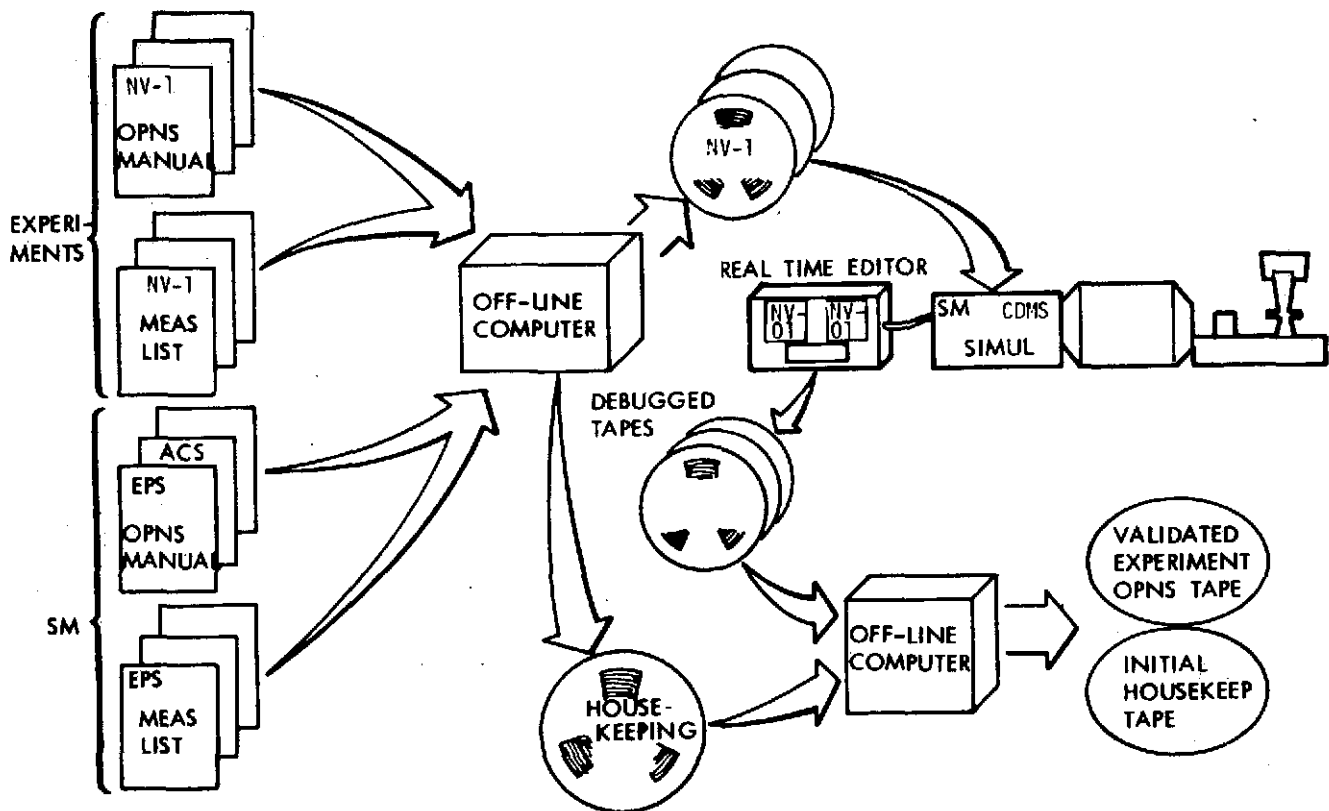 EXPERI-
MENTS
NV-1
OPNS
MANUAL
NV-1
MEAS
LIST
SM
ACS
EPS
OPNS
MANUAL
EPS
MEAS
LIST
OFF-LINE
COMPUTER
NV-1
REAL TIME EDITOR
NV-
01
NV-
01
SM CDMS
SIMUL
DEBUGGED
TAPES
HOUSE-
KEEPING
OFF-LINE
COMPUTER
VALIDATED
EXPERIMENT
OPNS TAPE
INITIAL
HOUSEKEEP
TAPE